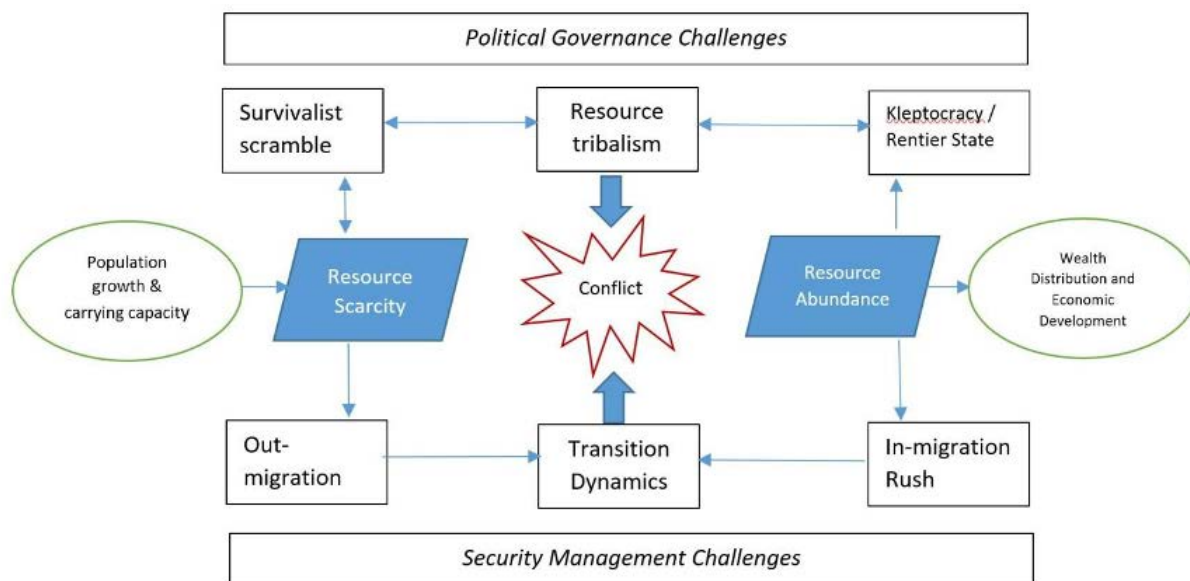 Political Governance Challenges
Survivalist
scramble
Resource
tribalism
Kleptocracy /
Rentier State
Population
growth &
carrying capacity
Resource
Scarcity
Conflict
Resource
Abundance
Wealth
Distribution and
Economic
Development
Out-
migration
Transition
Dynamics
In-migration
Rush
Security Management Challenges